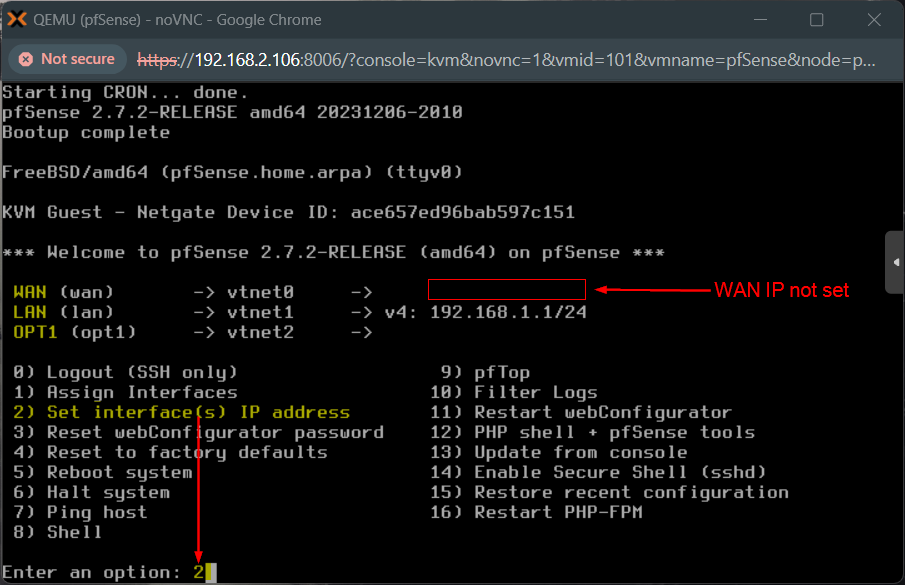 QEMU (pfSense) - noVNC - Google Chrome
Not secure https://192.168.2.106:8006/?console=kvm&novnc=1&vmid=101&vmname=pfSense&node=p...
Starting CRON... done.
pfSense 2.7.2-RELEASE amd64 20231206-2010
Bootup complete
FreeBSD/amd64 (pfSense.home.arpa) (ttyv0)
KVM Guest - Netgate Device ID: ace657ed96bab597c151
*** Welcome to pfSense 2.7.2-RELEASE (amd64) on pfSense ***
WAN (wan) -> vtnet0 -> WAN IP not set
LAN (lan) -> vtnet1 -> v4: 192.168.1.1/24
OPT1 (opt1) -> vtnet2 ->
0) Logout (SSH only) 9) pfTop
1) Assign Interfaces 10) Filter Logs
2) Set interface(s) IP address 11) Restart webConfigurator
3) Reset webConfigurator password 12) PHP shell + pfSense tools
4) Reset to factory defaults 13) Update from console
5) Reboot system 14) Enable Secure Shell (sshd)
6) Halt system 15) Restore recent configuration
7) Ping host 16) Restart PHP-FPM
8) Shell
Enter an option: 2